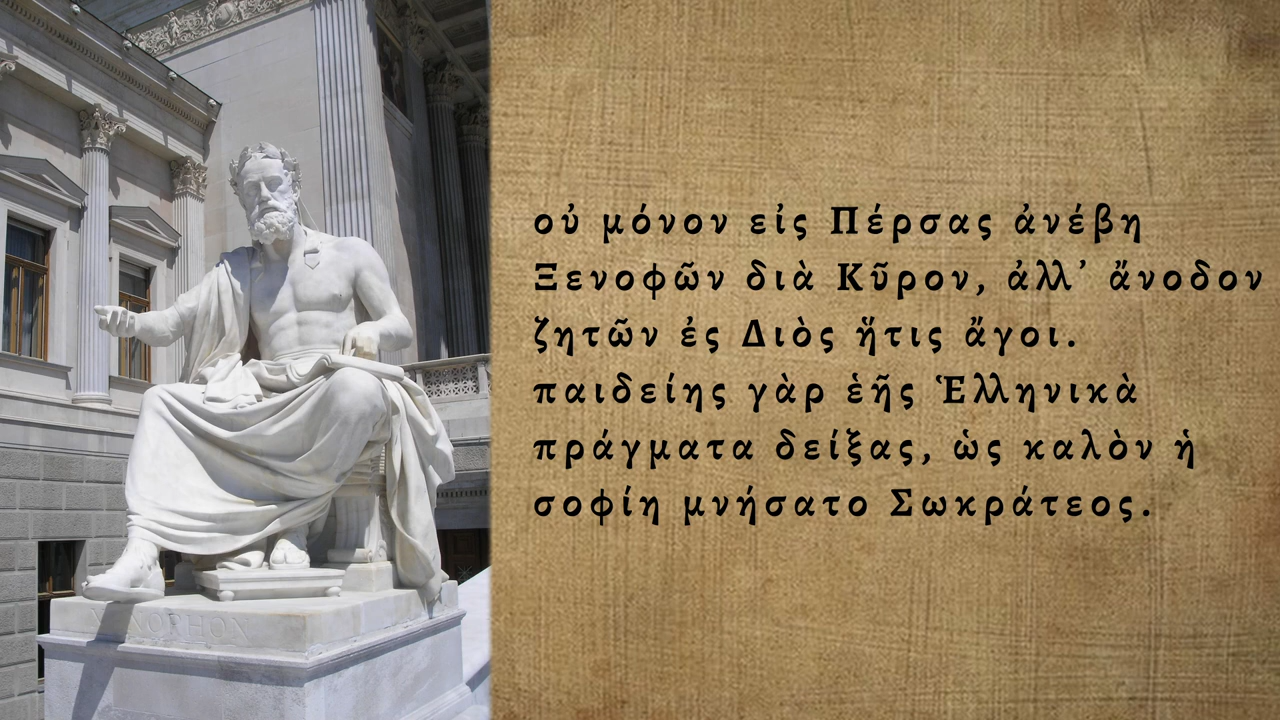 XENOPHON
οὐ μόνον εἰς Πέρσας ἀνέβη
Ξενοφῶν διὰ Κῦρον, ἀλλ᾽ ἄνοδον
ζητῶν ἐς Διὸς ἥτις ἄγοι.
παιδείης γὰρ ἑῆς Ἑλληνικὰ
πράγματα δείξας, ὡς καλὸν ἡ
σοφίη μνήσατο Σωκράτεος.